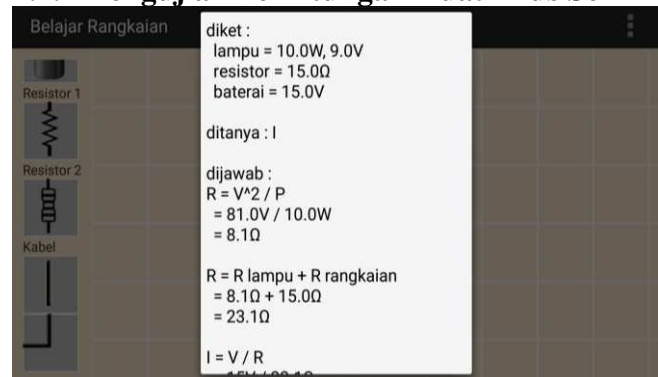 Belajar Rangkaian
Resistor 1
Resistor 2
Kabel
diket :
lampu = 10.0W, 9.0V
resistor = 15.0Ω
baterai = 15.0V
ditanya : I
dijawab :
R = V^2 / P
= 81.0V / 10.0W
= 8.1Ω
R = R lampu + R rangkaian
= 8.1Ω + 15.0Ω
= 23.1Ω
I = V / R